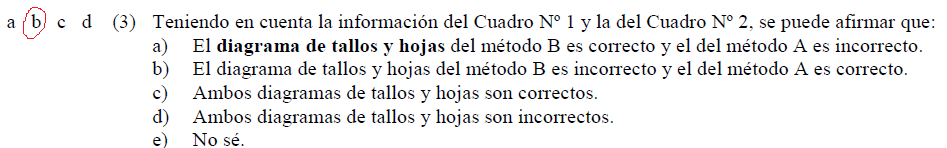 a b c d (3) Teniendo en cuenta la información del Cuadro Nº 1 y la del Cuadro Nº 2, se puede afirmar que:
a) El diagrama de tallos y hojas del método B es correcto y el del método A es incorrecto.
b) El diagrama de tallos y hojas del método B es incorrecto y el del método A es correcto.
c) Ambos diagramas de tallos y hojas son correctos.
d) Ambos diagramas de tallos y hojas son incorrectos.
e) No sé.